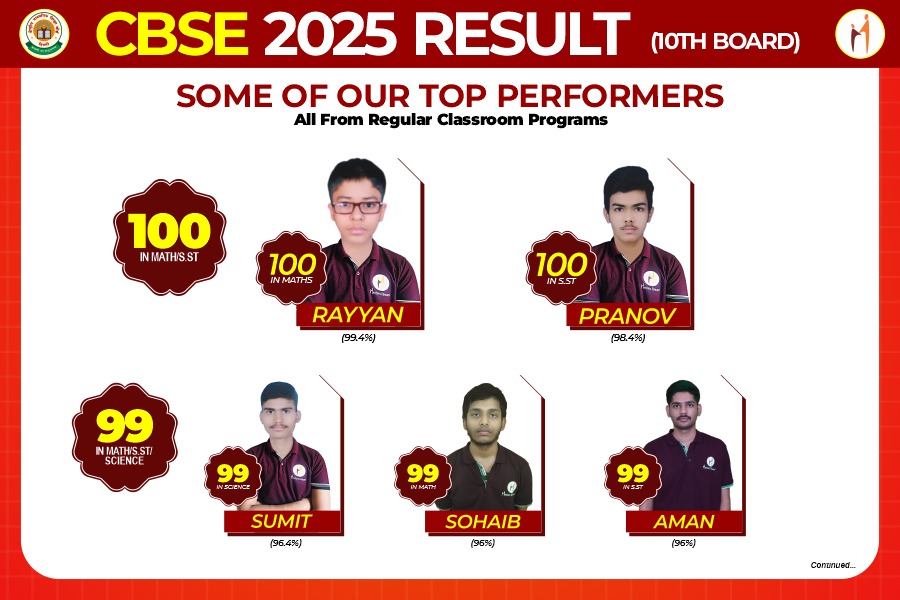 CBSE 2025 RESULT (10TH BOARD)
SOME OF OUR TOP PERFORMERS
All From Regular Classroom Programs
100
IN MATH/S.ST
100
IN MATHS
RAYYAN
(99.4%)
100
IN S.ST
PRANOV
(98.4%)
99
IN MATH/S.ST/
SCIENCE
99
IN SCIENCE
SUMIT
(96.4%)
99
IN MATH
SOHAIB
(96%)
99
IN S.ST
AMAN
(96%)
Continued...